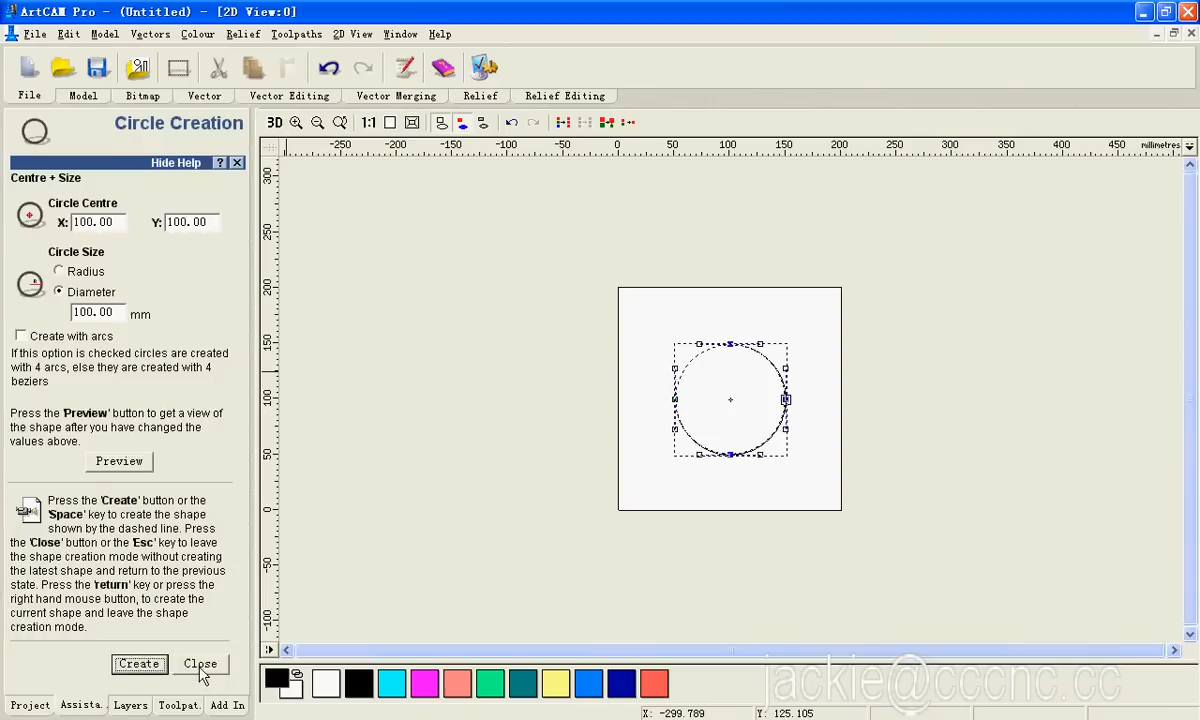 ArtCAM Pro - (Untitled) - [2D View:0]
File Edit Model Vectors Colour Relief Toolpaths 2D View Window Help
File Model Bitmap Vector Vector Editing Vector Merging Relief Relief Editing
Circle Creation
3D 1:1
Hide Help ? X
-250 -200 -150 -100 -50 0 50 100 150 200 250 300 350 400 450 millimetres
Centre + Size
Circle Centre
X: 100.00 Y: 100.00
Circle Size
Radius
Diameter
100.00 mm
Create with arcs
If this option is checked circles are created
with 4 arcs, else they are created with 4
beziers
Press the 'Preview' button to get a view of
the shape after you have changed the
values above.
Preview
Press the 'Create' button or the
'Space' key to create the shape
shown by the dashed line. Press
the 'Close' button or the 'Esc' key to leave
the shape creation mode without creating
the latest shape and return to the previous
state. Press the 'return' key or press the
right hand mouse button, to create the
current shape and leave the shape
creation mode.
Create Close
Project Assista. Layers Toolpat. Add In
300
250
200
150
100
50
0
-50
-100
jackie@cccnc.cc
X: -299.789 Y: 125.105